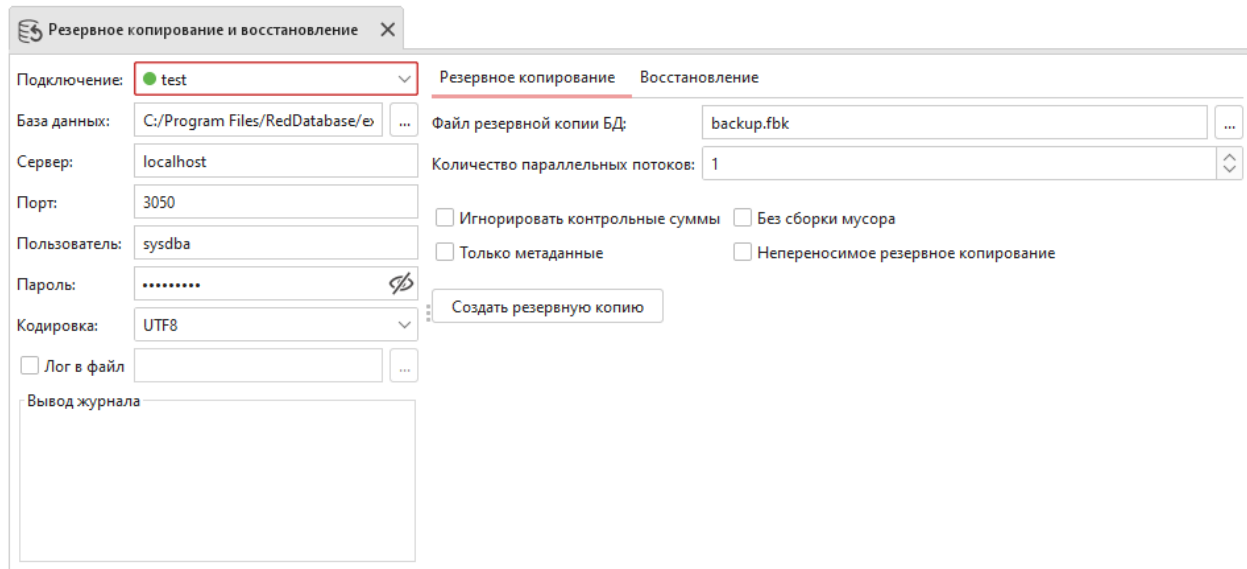 Резервное копирование и восстановление
Подключение: test
База данных: C:/Program Files/RedDatabase/ex ...
Сервер: localhost
Порт: 3050
Пользователь: sysdba
Пароль: •••••••••
Кодировка: UTF8
Лог в файл ...
Вывод журнала
Резервное копирование Восстановление
Файл резервной копии БД: backup.fbk ...
Количество параллельных потоков: 1
Игнорировать контрольные суммы Без сборки мусора
Только метаданные Непереносимое резервное копирование
Создать резервную копию